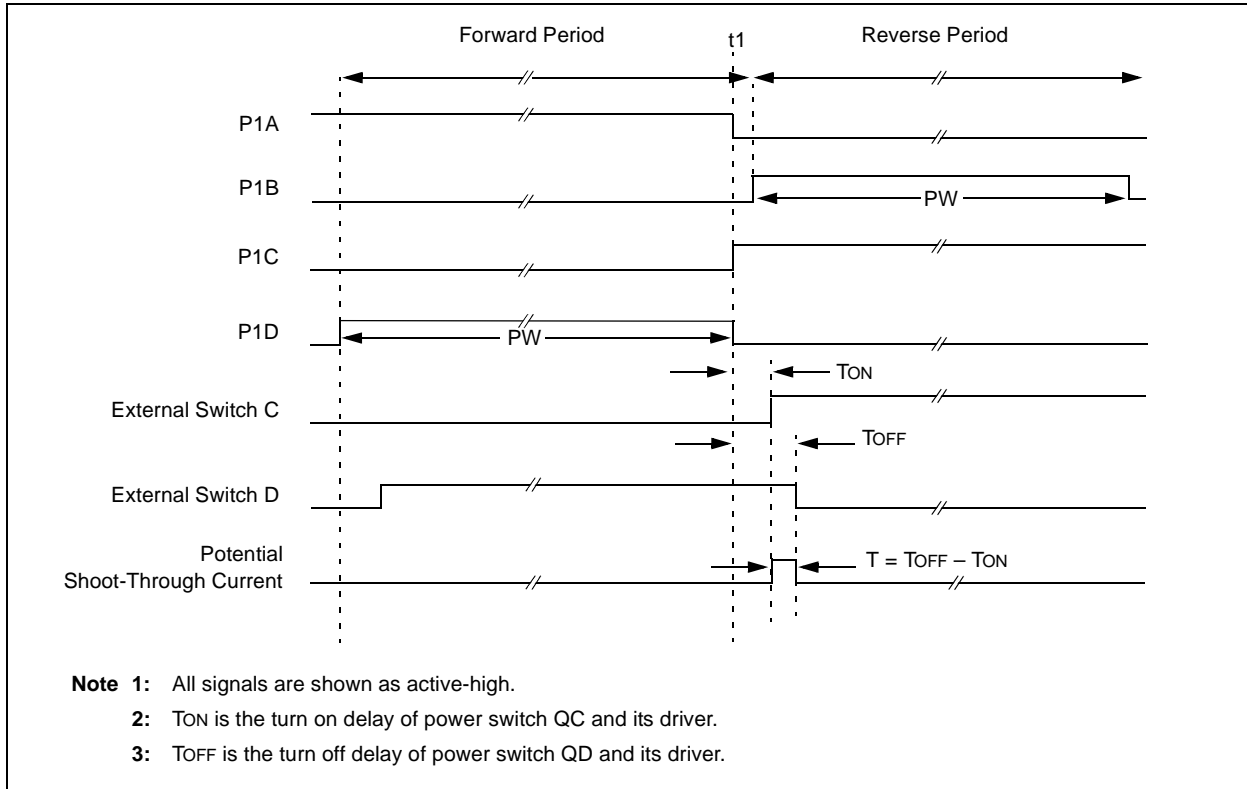 Forward Period t1 Reverse Period
P1A
P1B
PW
P1C
P1D
PW
TON
External Switch C
TOFF
External Switch D
Potential
Shoot-Through Current
T = TOFF – TON
Note 1: All signals are shown as active-high.
2: TON is the turn on delay of power switch QC and its driver.
3: TOFF is the turn off delay of power switch QD and its driver.